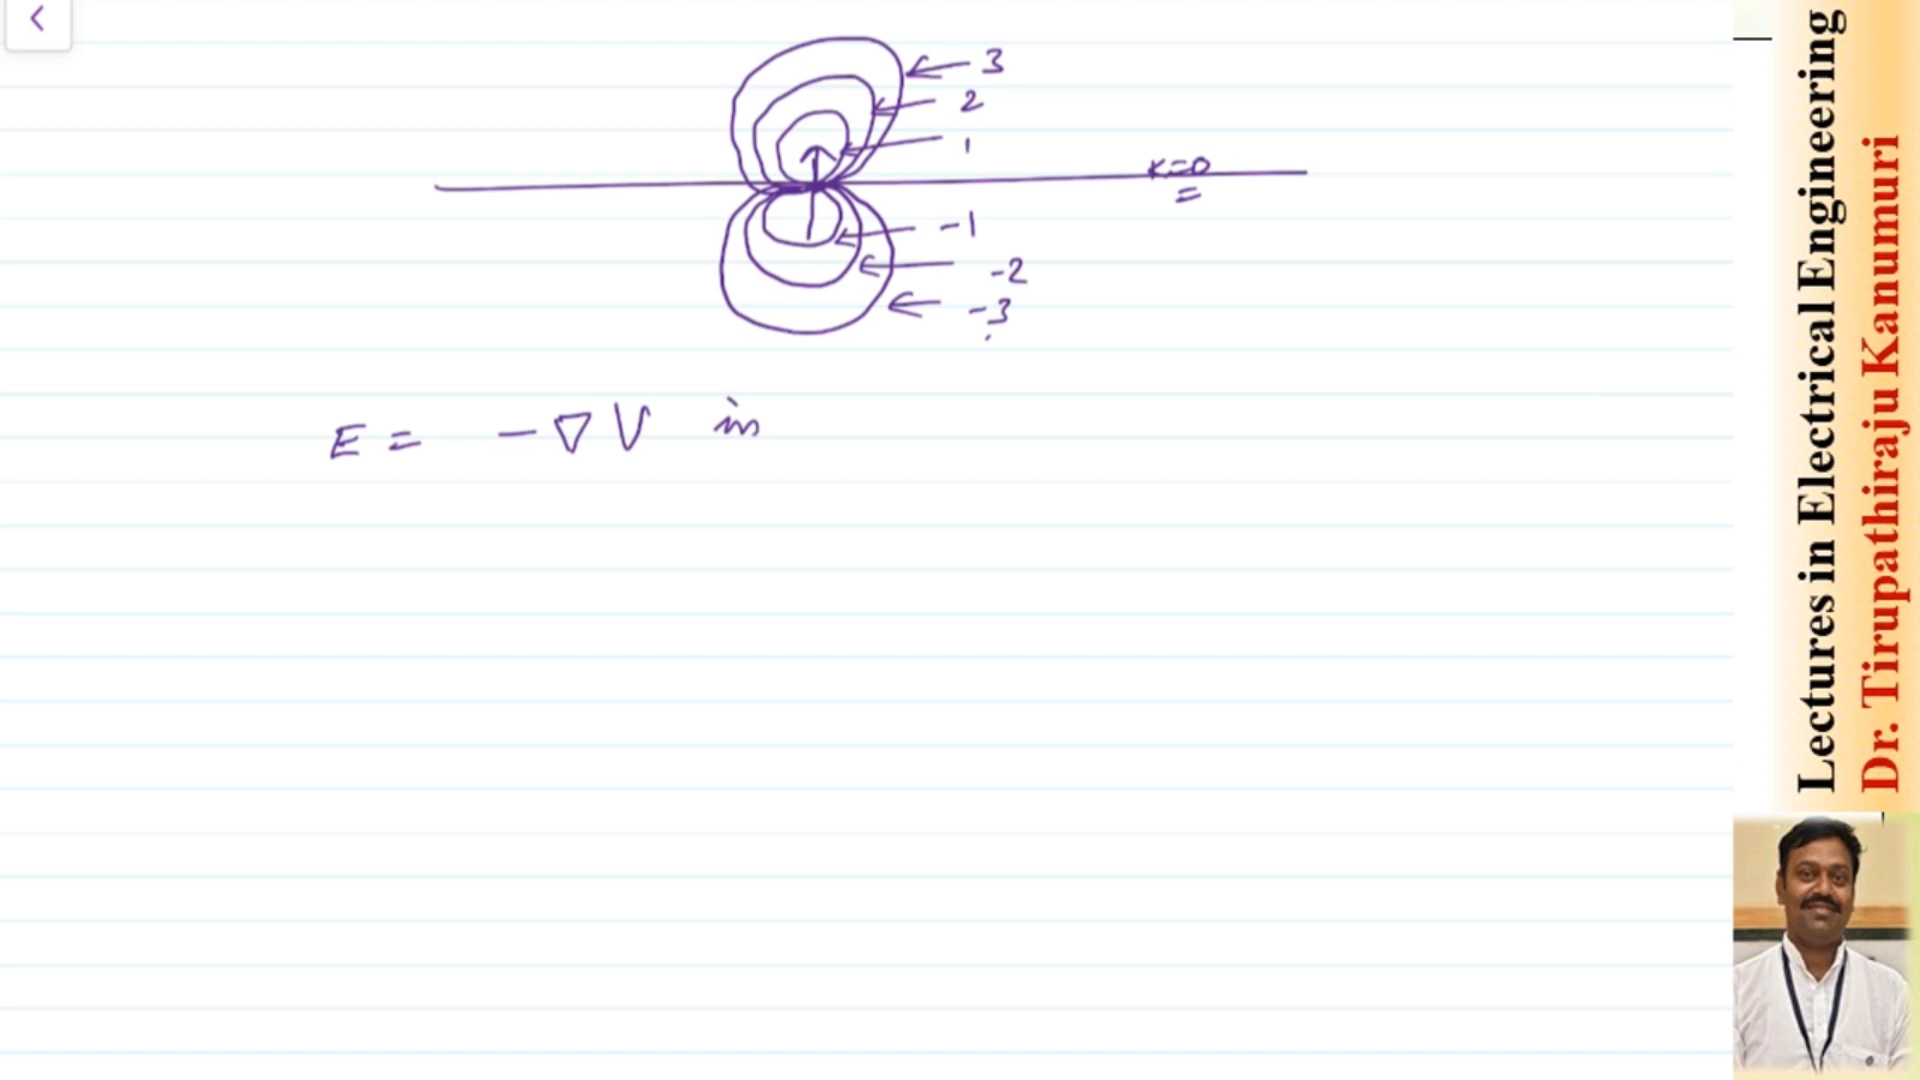 3
2
1
K=0
-1
-2
-3
E = -∇V in
Lectures in Electrical Engineering
Dr. Tirupathiraju Kanumuri